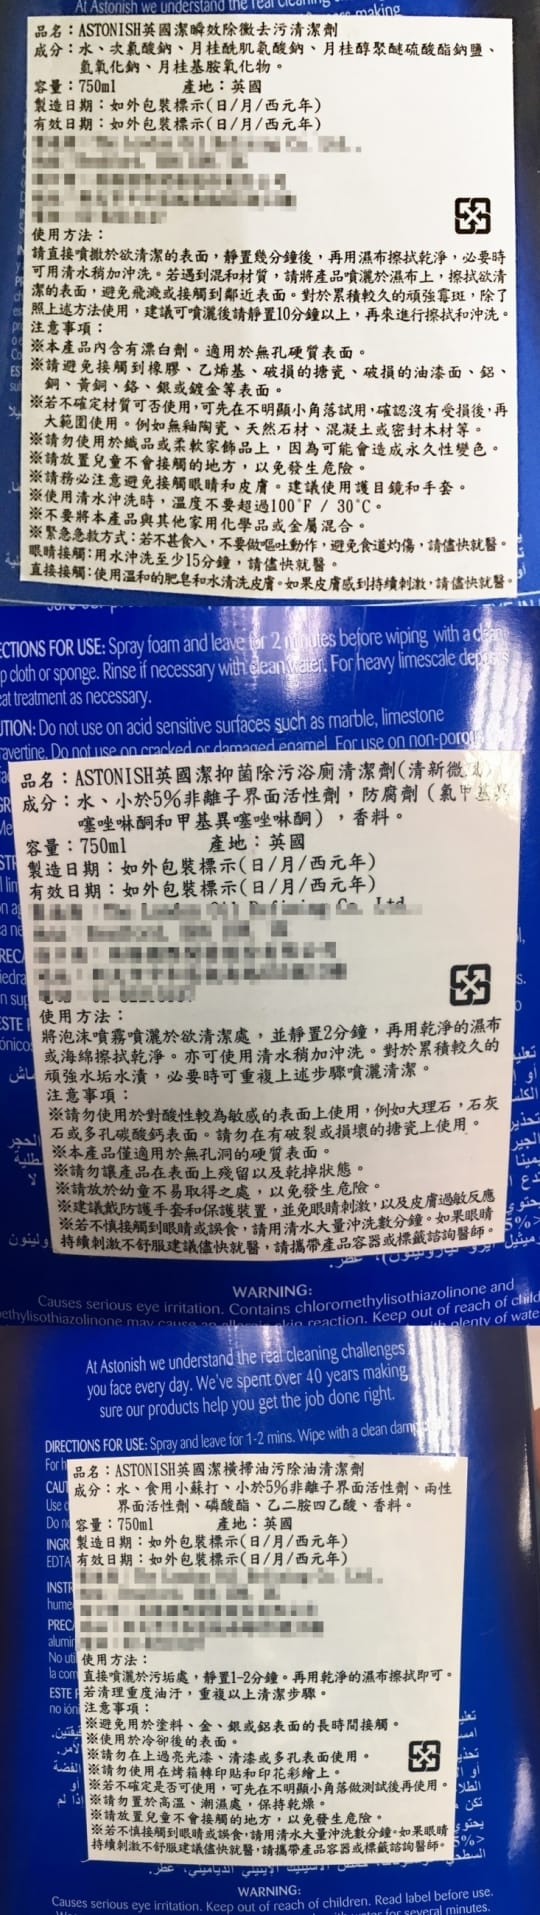 At Astonish we understand the real cleaning
making
品名：ASTONISH英國潔瞬效除黴去污清潔劑
成分：水、次氯酸鈉、月桂酰肌氨酸鈉、月桂醇聚醚硫酸酯鈉鹽、
氫氧化鈉、月桂基胺氧化物。
容量：750ml 產地：英國
製造日期：如外包裝標示(日/月/西元年)
有效日期：如外包裝標示(日/月/西元年)
使用方法：
請直接噴撒於欲清潔的表面，靜置幾分鐘後，再用濕布擦拭乾淨，必要時
可用清水稍加沖洗。若遇到混和材質，請將產品噴灑於濕布上，擦拭欲清
潔的表面，避免飛濺或接觸到鄰近表面。對於累積較久的頑強霉斑，除了
照上述方法使用，建議可噴灑後請靜置10分鐘以上，再來進行擦拭和沖洗。
注意事項：
※本產品內含有漂白劑。適用於無孔硬質表面。
※請避免接觸到橡膠、乙烯基、破損的搪瓷、破損的油漆面、鋁、
銅、黃銅、鉻、銀或鍍金等表面。
※若不確定材質可否使用，可先在不明顯小角落試用，確認沒有受損後，再
大範圍使用。例如無釉陶瓷、天然石材、混凝土或密封木材等。
※請勿使用於織品或柔軟家飾品上，因為可能會造成永久性變色。
※請放置兒童不會接觸的地方，以免發生危險。
※請務必注意避免接觸眼睛和皮膚。建議使用護目鏡和手套。
※使用清水沖洗時，溫度不要超過100°F / 30°C。
※不要將本產品與其他家用化學品或金屬混合。
※緊急急救方式：若不甚食入，不要做嘔吐動作，避免食道灼傷，請儘快就醫。
眼睛接觸：用水沖洗至少15分鐘，請儘快就醫。
直接接觸：使用溫和的肥皂和水清洗皮膚。如果皮膚感到持續刺激，請儘快就醫。
ECTIONS FOR USE: Spray foam and leave for 2 minutes before wiping with a clean
p cloth or sponge. Rinse if necessary with clean water. For heavy limescale deposits
eat treatment as necessary.
UTION: Do not use on acid sensitive surfaces such as marble, limestone
ravertine. Do not use on cracked or damaged enamel. For use on non-porous
品名：ASTONISH英國潔抑菌除污浴廁清潔劑(清新微風)
成分：水、小於5%非離子界面活性劑，防腐劑（氯甲基異
噻唑啉酮和甲基異噻唑啉酮），香料。
容量：750ml 產地：英國
製造日期：如外包裝標示(日/月/西元年)
有效日期：如外包裝標示(日/月/西元年)
使用方法：
將泡沫噴霧噴灑於欲清潔處，並靜置2分鐘，再用乾淨的濕布
或海綿擦拭乾淨。亦可使用清水稍加沖洗。對於累積較久的
頑強水垢水漬，必要時可重複上述步驟噴灑清潔。
注意事項：
※請勿使用於對酸性較為敏感的表面上使用，例如大理石，石灰
石或多孔碳酸鈣表面。請勿在有破裂或損壞的搪瓷上使用。
※本產品僅適用於無孔洞的硬質表面。
※請勿讓產品在表面上殘留以及乾掉狀態。
※請放於幼童不易取得之處，以免發生危險。
※建議戴防護手套和保護裝置，並免眼睛刺激，以及皮膚過敏反應
※若不慎接觸到眼睛或誤食，請用清水大量沖洗數分鐘。如果眼睛
持續刺激不舒服建議儘快就醫，請攜帶產品容器或標籤諮詢醫師。
WARNING:
Causes serious eye irritation. Contains chloromethylisothiazolinone and
ethylisothiazolinone may cause an allergic skin reaction. Keep out of reach of child
plenty of wate
At Astonish we understand the real cleaning challenges
you face every day. We've spent over 40 years making
sure our products help you get the job done right.
DIRECTIONS FOR USE: Spray and leave for 1-2 mins. Wipe with a clean damp
品名：ASTONISH英國潔橫掃油污除油清潔劑
成分：水、食用小蘇打、小於5%非離子界面活性劑、兩性
界面活性劑、磷酸酯、乙二胺四乙酸、香料。
容量：750ml 產地：英國
製造日期：如外包裝標示(日/月/西元年)
有效日期：如外包裝標示(日/月/西元年)
使用方法：
直接噴灑於污垢處，靜置1-2分鐘。再用乾淨的濕布擦拭即可。
若清理重度油汙，重複以上清潔步驟。
注意事項：
※避免用於塗料、金、銀或鋁表面的長時間接觸。
※使用於冷卻後的表面。
※請勿在上過亮光漆、清漆或多孔表面使用。
※請勿使用在烤箱轉印貼和印花彩繪上。
※若不確定是否可使用，可先在不明顯小角落做測試後再使用。
※請勿置於高溫、潮濕處，保持乾燥。
※請放置兒童不會接觸的地方，以免發生危險。
※若不慎接觸到眼睛或誤食，請用清水大量沖洗數分鐘。如果眼睛
持續刺激不舒服建議儘快就醫，請攜帶產品容器或標籤諮詢醫師。
WARNING:
Causes serious eye irritation. Keep out of reach of children. Read label before use.
water for several minutes.